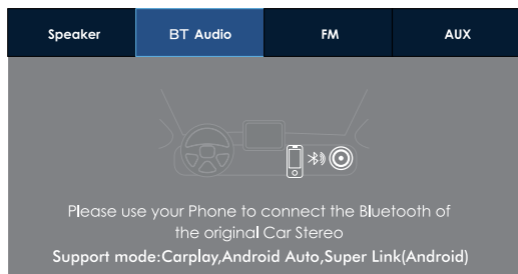 Speaker BT Audio FM AUX
Please use your Phone to connect the Bluetooth of
the original Car Stereo
Support mode:Carplay,Android Auto,Super Link(Android)